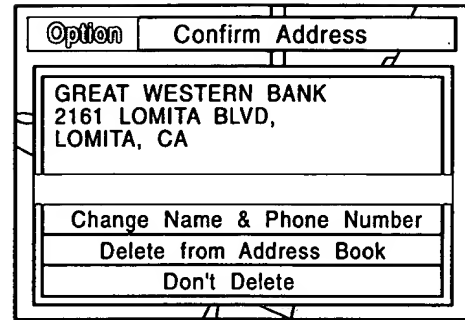 Option Confirm Address
GREAT WESTERN BANK
2161 LOMITA BLVD,
LOMITA, CA
Change Name & Phone Number
Delete from Address Book
Don't Delete